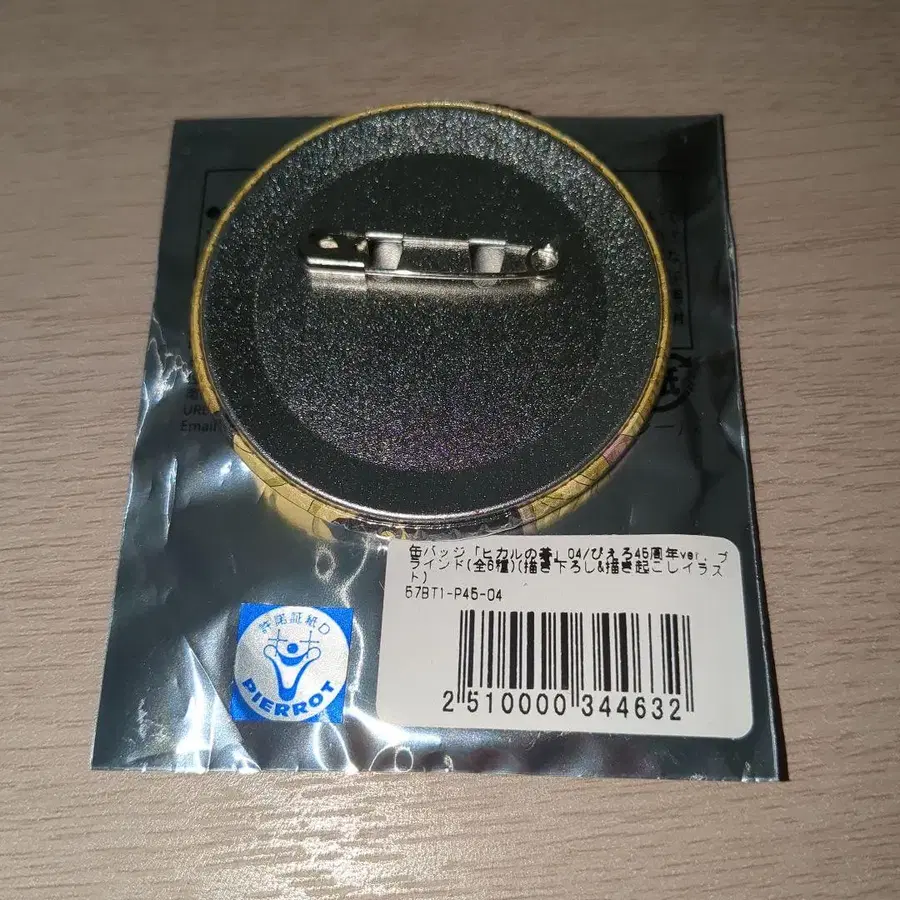 URL
Email
缶バッジ「ヒカルの碁」04/ぴえろ45周年ver. ブ
ラインド(全6種)(描き下ろし&描き起こしイラス
ト)
57BT1-P45-04
許諾証紙D
PIERROT
2 510000 344632